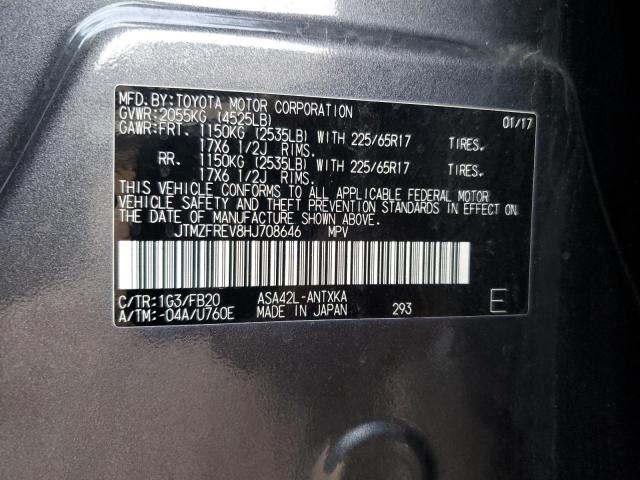 MFD.BY:TOYOTA MOTOR CORPORATION 01/17
GVWR:2055KG (4525LB)
GAWR:FRT. 1150KG (2535LB) WITH 225/65R17 TIRES.
17X6 1/2J RIMS.
RR. 1150KG (2535LB) WITH 225/65R17 TIRES.
17X6 1/2J RIMS.
THIS VEHICLE CONFORMS TO ALL APPLICABLE FEDERAL MOTOR
VEHICLE SAFETY AND THEFT PREVENTION STANDARDS IN EFFECT ON
THE DATE OF MANUFACTURE SHOWN ABOVE.
JTMZFREV8HJ708646 MPV
C/TR:1G3/FB20 ASA42L-ANTXKA
A/TM:-04A/U760E MADE IN JAPAN 293 E